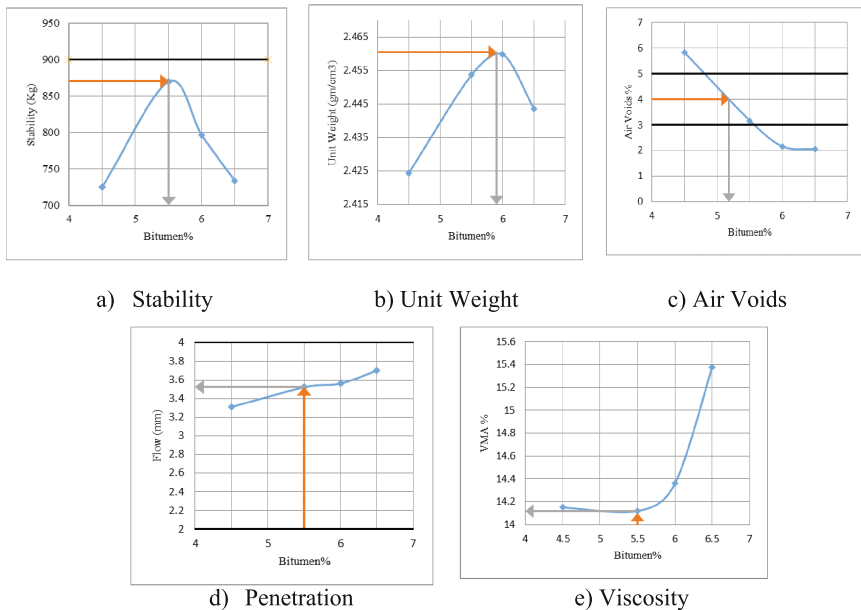 950
900
850
800
750
700
4 5 6 7
Stability (Kg)
Bitumen%
2.465
2.455
2.445
2.435
2.425
2.415
4 5 6 7
Unit Weight (gm/cm3)
Bitumen%
7
6
5
4
3
2
1
0
4 5 6 7
Air Voids %
Bitumen%
a) Stability
b) Unit Weight
c) Air Voids
4
3.8
3.6
3.4
3.2
3
2.8
2.6
2.4
2.2
2
4 5 6 7
Flow (mm)
Bitumen%
15.6
15.4
15.2
15
14.8
14.6
14.4
14.2
14
4 4.5 5 5.5 6 6.5 7
VMA %
Bitumen%
d) Penetration
e) Viscosity